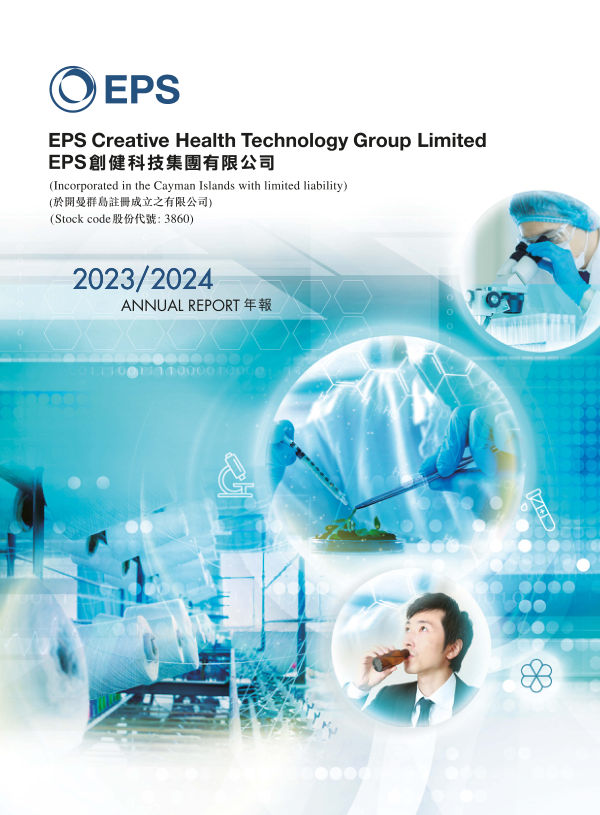 EPS
EPS Creative Health Technology Group Limited
EPS創健科技集團有限公司
(Incorporated in the Cayman Islands with limited liability)
(於開曼群島註冊成立之有限公司)
(Stock code股份代號: 3860)
2023/2024
ANNUAL REPORT 年報